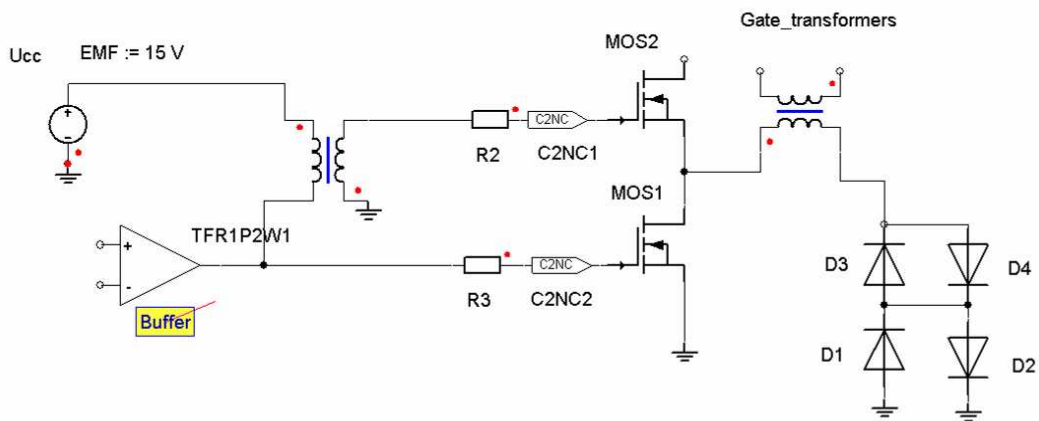 Gate_transformers
Ucc
EMF := 15 V
MOS2
+
-
C2NC
R2
C2NC1
MOS1
TFR1P2W1
+
-
C2NC
R3
C2NC2
Buffer
D3
D4
D1
D2